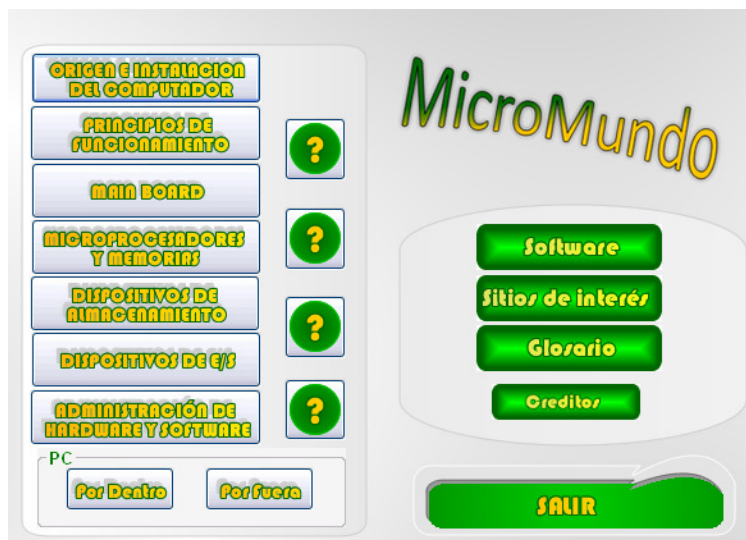 ORIGEN E INSTALACION
DEL COMPUTADOR
PRINCIPIOS DE
FUNCIONAMIENTO
MAIN BOARD
MICROPROCESADORES
Y MEMORIAS
DISPOSITIVOS DE
ALMACENAMIENTO
DISPOSITIVOS DE E/S
ADMINISTRACIÓN DE
HARDWARE Y SOFTWARE
?
?
?
?
PC
Por Dentro
Por Fuera
MicroMundo
Software
Sitios de interés
Glosario
Creditos
SALIR